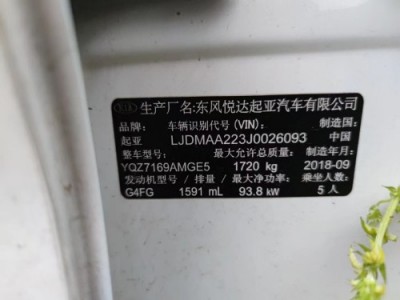 生产厂名:东风悦达起亚汽车有限公司
品牌: 车辆识别代号(VIN): 制造国:
起亚 LJDMAA223J0026093 中国
整车型号: 最大允许总质量: 制造年月:
YQZ7169AMGE5 1720 kg 2018-09
发动机型号 / 排量 / 最大净功率 乘坐人数:
G4FG 1591 mL 93.8 kW 5 人